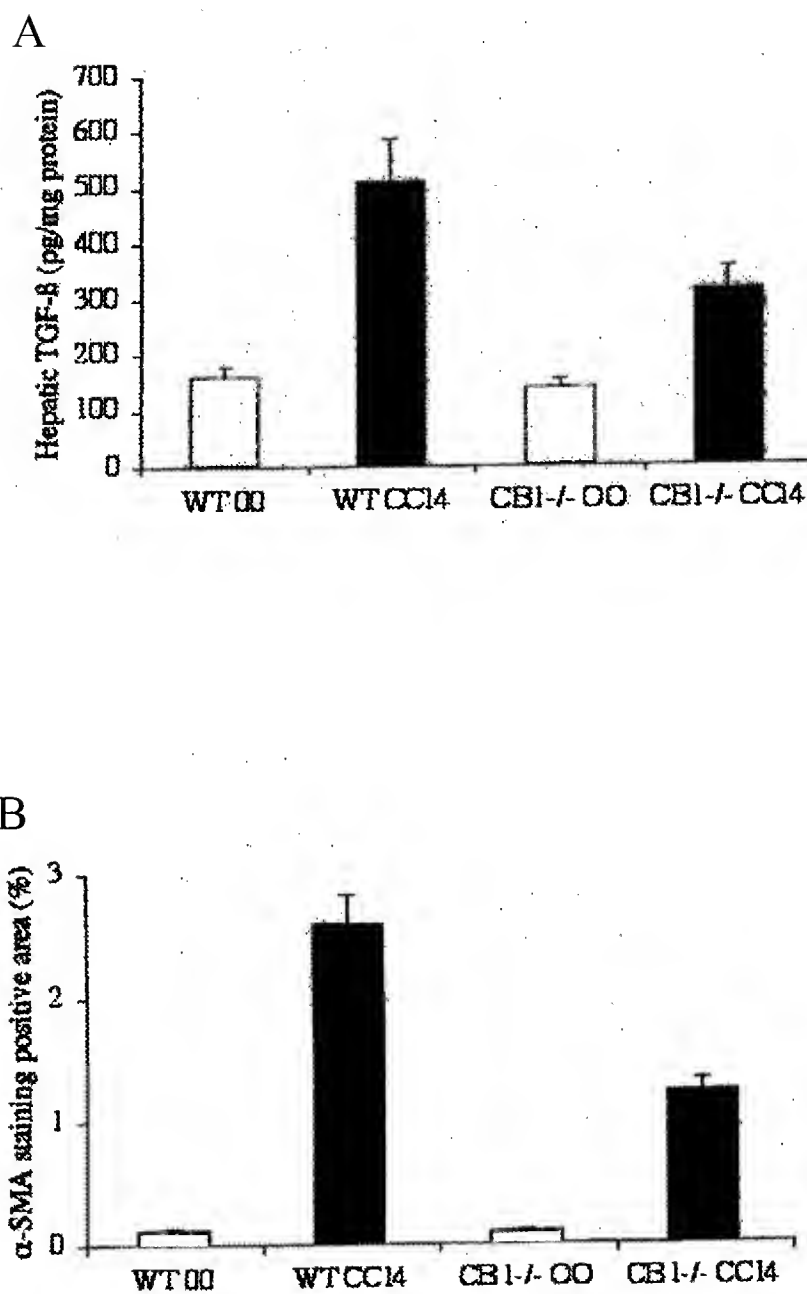 A
Hepatic TGF-ß (pg/mg protein)
700
600
500
400
300
200
100
0
WT OO
WT CCl4
CB1-/- OO
CB1-/- CCl4
B
α-SMA staining positive area (%)
3
2
1
0
WT OO
WT CCl4
CB1-/- OO
CB1-/- CCl4